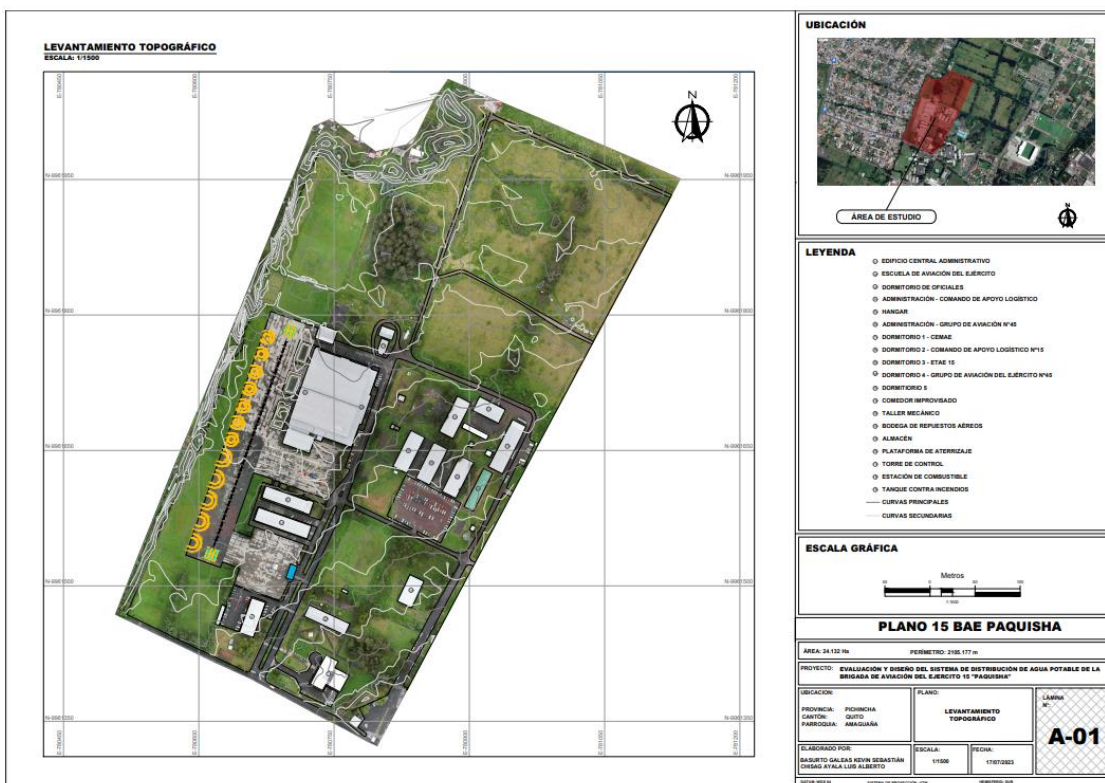 LEVANTAMIENTO TOPOGRÁFICO
ESCALA: 1/1500
N
UBICACIÓN
ÁREA DE ESTUDIO
N
LEYENDA
EDIFICIO CENTRAL ADMINISTRATIVO
ESCUELA DE AVIACIÓN DEL EJÉRCITO
DORMITORIO DE OFICIALES
ADMINISTRACIÓN - COMANDO DE APOYO LOGÍSTICO
HANGAR
ADMINISTRACIÓN - GRUPO DE AVIACIÓN N°45
DORMITORIO 1 - CEMAE
DORMITORIO 2 - COMANDO DE APOYO LOGÍSTICO N°15
DORMITORIO 3 - ETAE 15
DORMITORIO 4 - GRUPO DE AVIACIÓN DEL EJÉRCITO N°45
DORMITIORIO 5
COMEDOR IMPROVISADO
TALLER MECÁNICO
BODEGA DE REPUESTOS AÉREOS
ALMACÉN
PLATAFORMA DE ATERRIZAJE
TORRE DE CONTROL
ESTACIÓN DE COMBUSTIBLE
TANQUE CONTRA INCENDIOS
CURVAS PRINCIPALES
CURVAS SECUNDARIAS
ESCALA GRÁFICA
Metros
PLANO 15 BAE PAQUISHA
ÁREA: 24.132 Ha PERÍMETRO: 2185.177 m
PROYECTO: EVALUACIÓN Y DISEÑO DEL SISTEMA DE DISTRIBUCIÓN DE AGUA POTABLE DE LA
BRIGADA DE AVIACIÓN DEL EJERCITO 15 "PAQUISHA"
UBICACION:
PROVINCIA: PICHINCHA
CANTÓN: QUITO
PARROQUIA: AMAGUAÑA
PLANO:
LEVANTAMIENTO
TOPOGRÁFICO
LAMINA
N°:
A-01
ELABORADO POR:
BASURTO GALEAS KEVIN SEBASTIÁN
CHISAG AYALA LUIS ALBERTO
ESCALA:
1/1500
FECHA:
17/07/2023